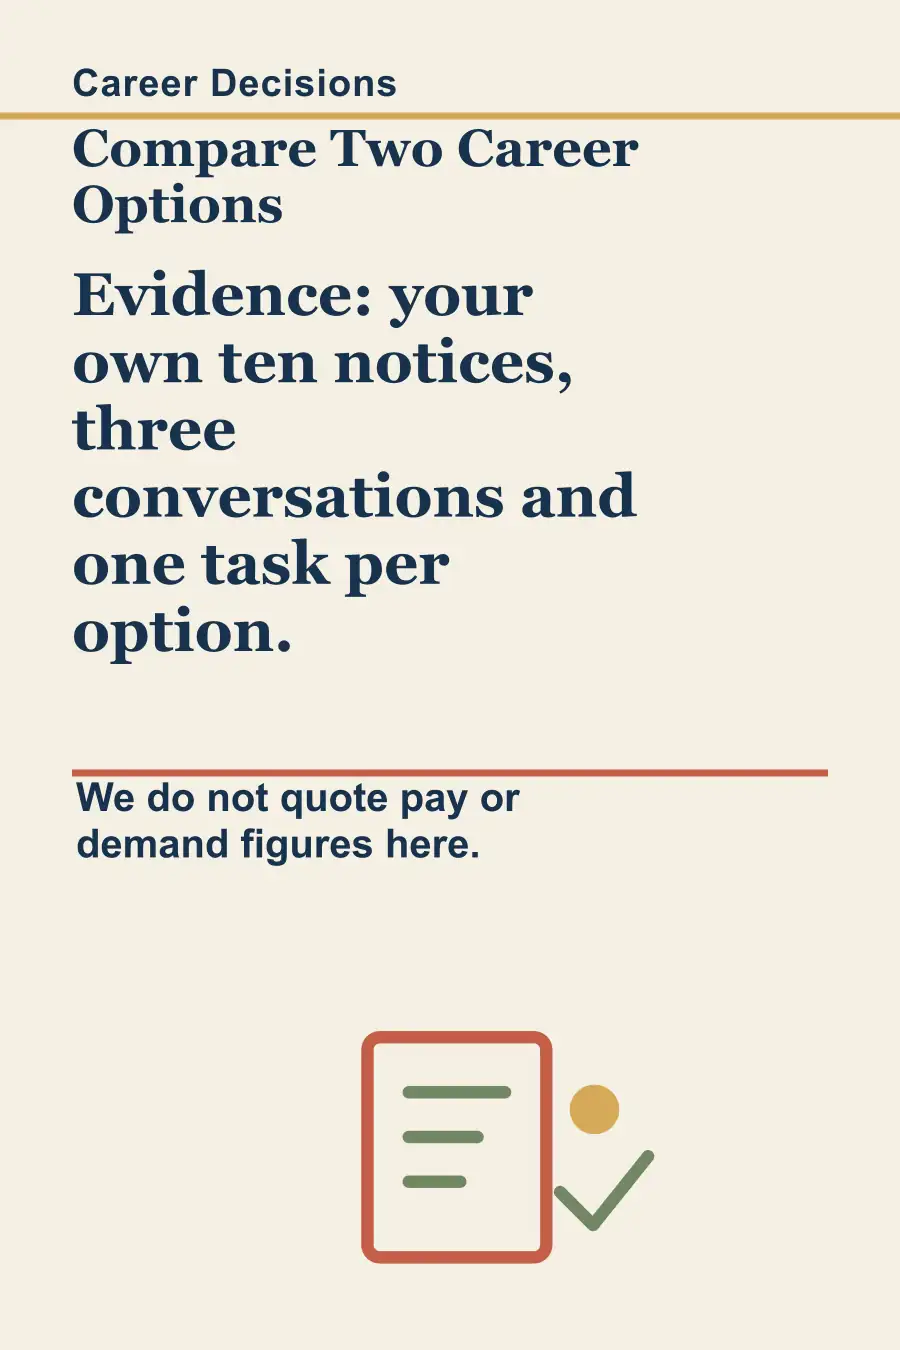 Career Decisions
Compare Two Career
Options
Evidence: your
own ten notices,
three
conversations and
one task per
option.
We do not quote pay or
demand figures here.